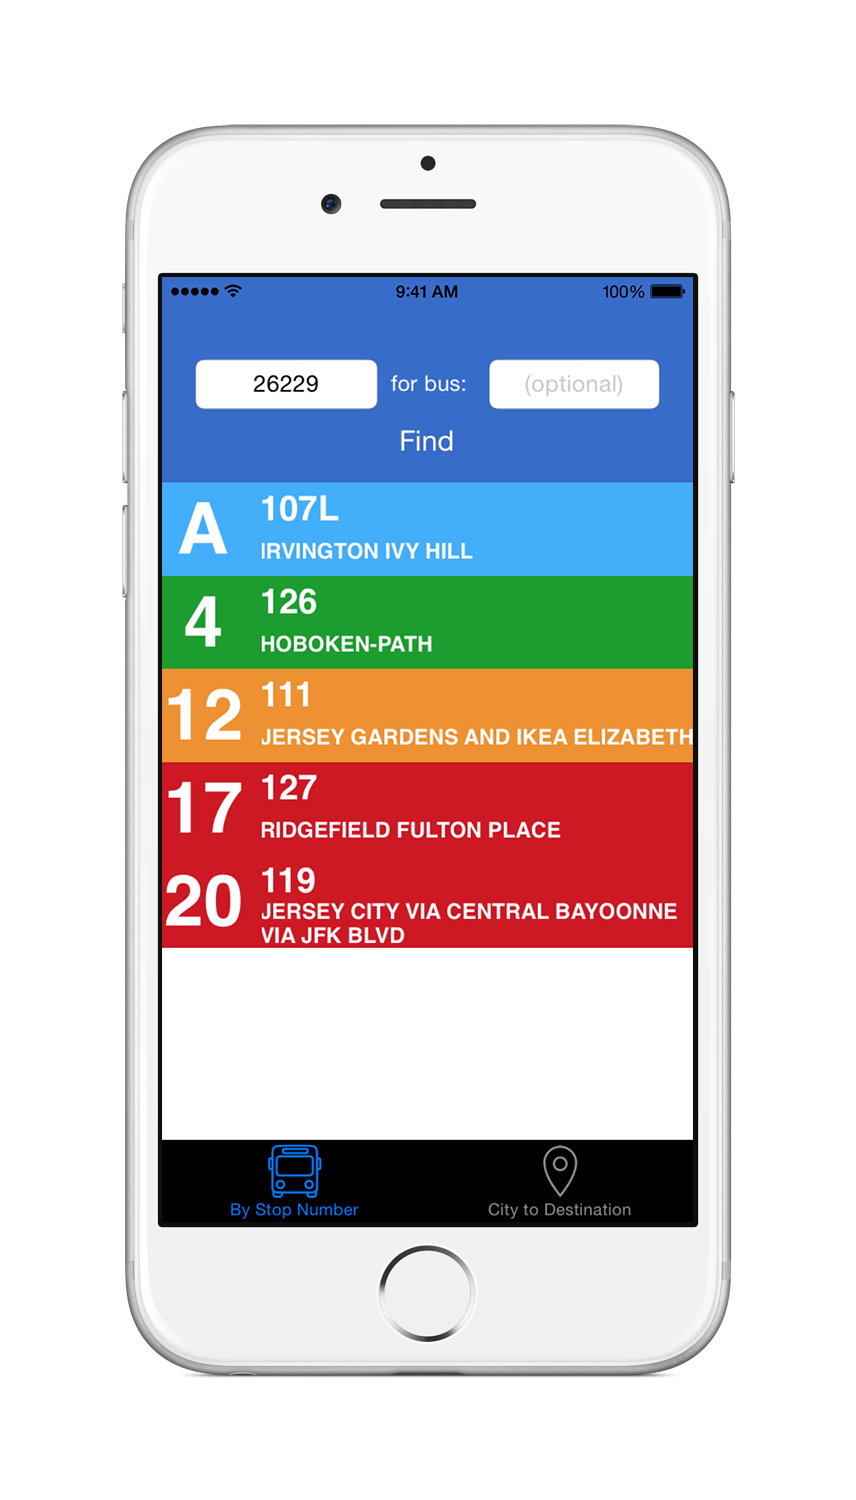 9:41 AM 100%
26229 for bus: (optional)
Find
A 107L
IRVINGTON IVY HILL
4 126
HOBOKEN-PATH
12 111
JERSEY GARDENS AND IKEA ELIZABETH
17 127
RIDGEFIELD FULTON PLACE
20 119
JERSEY CITY VIA CENTRAL BAYOONNE
VIA JFK BLVD
By Stop Number City to Destination